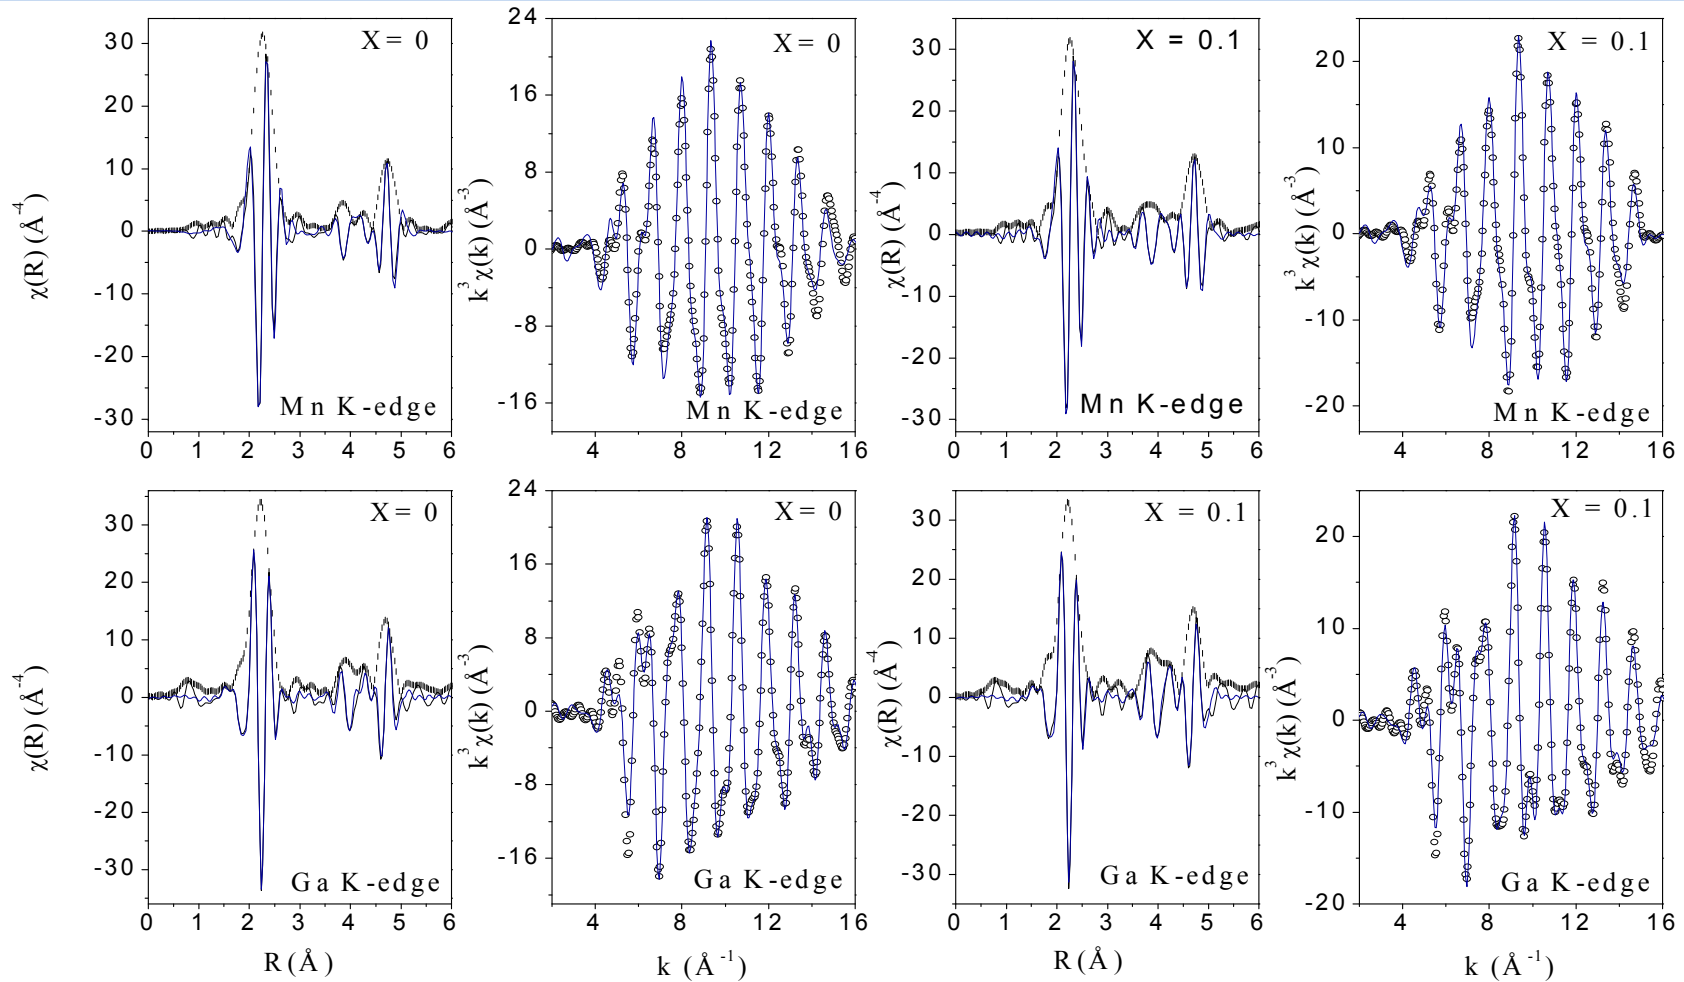 X = 0
30
20
10
0
-10
-20
-30
χ(R) (Å⁻⁴)
Mn K-edge
0 1 2 3 4 5 6
X = 0
24
16
8
0
-8
-16
k³ χ(k) (Å⁻³)
Mn K-edge
4 8 12 16
X = 0.1
30
20
10
0
-10
-20
-30
χ(R) (Å⁻⁴)
Mn K-edge
0 1 2 3 4 5 6
X = 0.1
20
10
0
-10
-20
k³ χ(k) (Å⁻³)
Mn K-edge
4 8 12 16
X = 0
30
20
10
0
-10
-20
-30
χ(R) (Å⁻⁴)
Ga K-edge
0 1 2 3 4 5 6
R (Å)
X = 0
24
16
8
0
-8
-16
k³ χ(k) (Å⁻³)
Ga K-edge
4 8 12 16
k (Å⁻¹)
X = 0.1
30
20
10
0
-10
-20
-30
χ(R) (Å⁻⁴)
Ga K-edge
0 1 2 3 4 5 6
R (Å)
X = 0.1
20
10
0
-10
-20
k³ χ(k) (Å⁻³)
Ga K-edge
4 8 12 16
k (Å⁻¹)